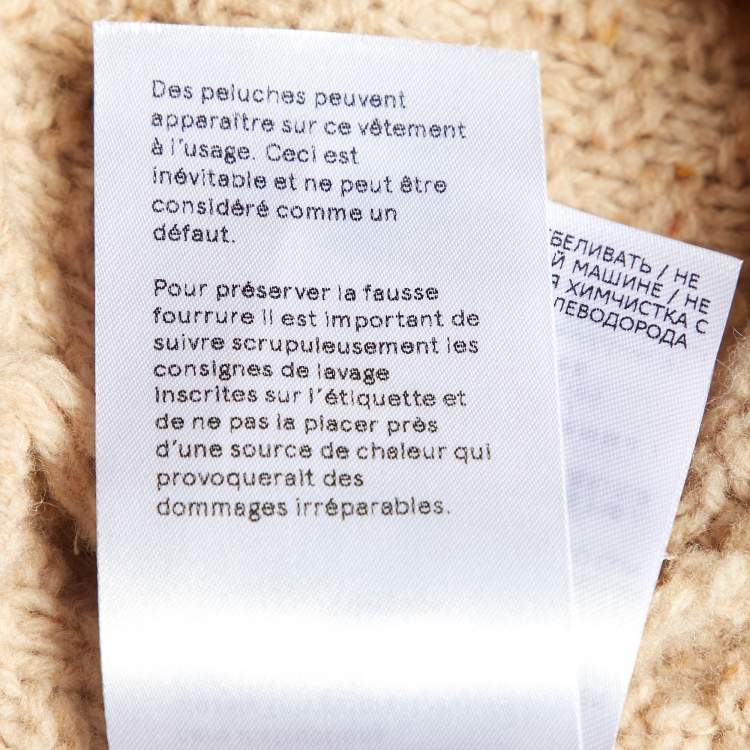 Des peluches peuvent
apparaître sur ce vêtement
à l'usage. Ceci est
inévitable et ne peut être
considéré comme un
défaut.
Pour préserver la fausse
fourrure il est important de
suivre scrupuleusement les
consignes de lavage
inscrites sur l'étiquette et
de ne pas la placer près
d'une source de chaleur qui
provoquerait des
dommages irréparables.
БЕЛИВАТЬ / НЕ
Й МАШИНЕ / НЕ
Я ХИМЧИСТКА С
ЛЕВОДОРОДА